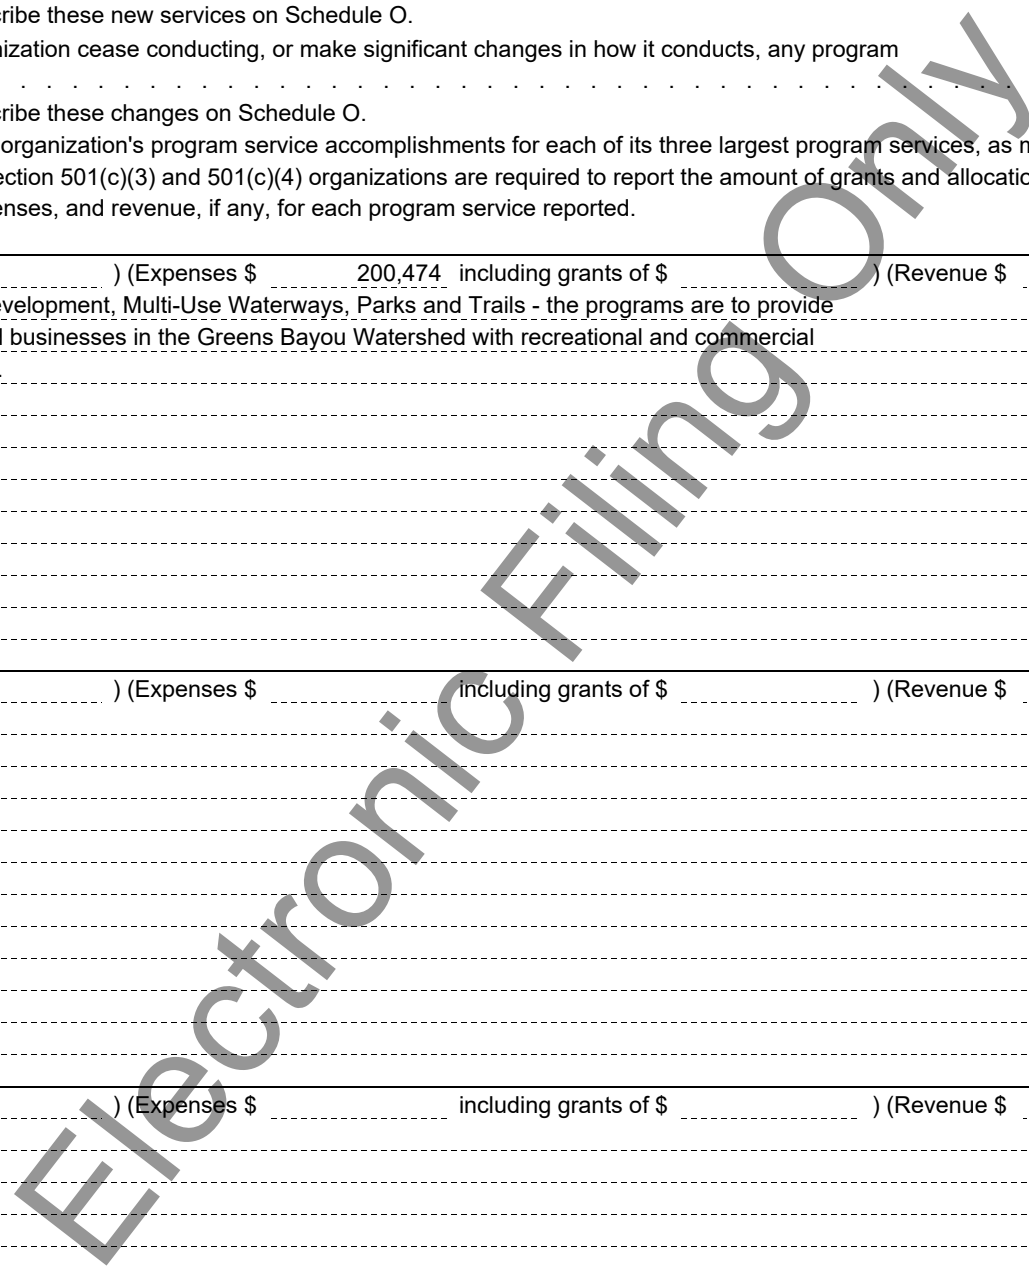 cribe these new services on Schedule O.
nization cease conducting, or make significant changes in how it conducts, any program
. . . . . . . . . . . . . . . . . . . . . . . . . . . . . . . . . . . . . . .
cribe these changes on Schedule O.
organization's program service accomplishments for each of its three largest program services, as m
ection 501(c)(3) and 501(c)(4) organizations are required to report the amount of grants and allocatio
enses, and revenue, if any, for each program service reported.
) (Expenses $ 200,474 including grants of $ ) (Revenue $
evelopment, Multi-Use Waterways, Parks and Trails - the programs are to provide
d businesses in the Greens Bayou Watershed with recreational and commercial
.
) (Expenses $ including grants of $ ) (Revenue $
) (Expenses $ including grants of $ ) (Revenue $
Electronic Filing Only